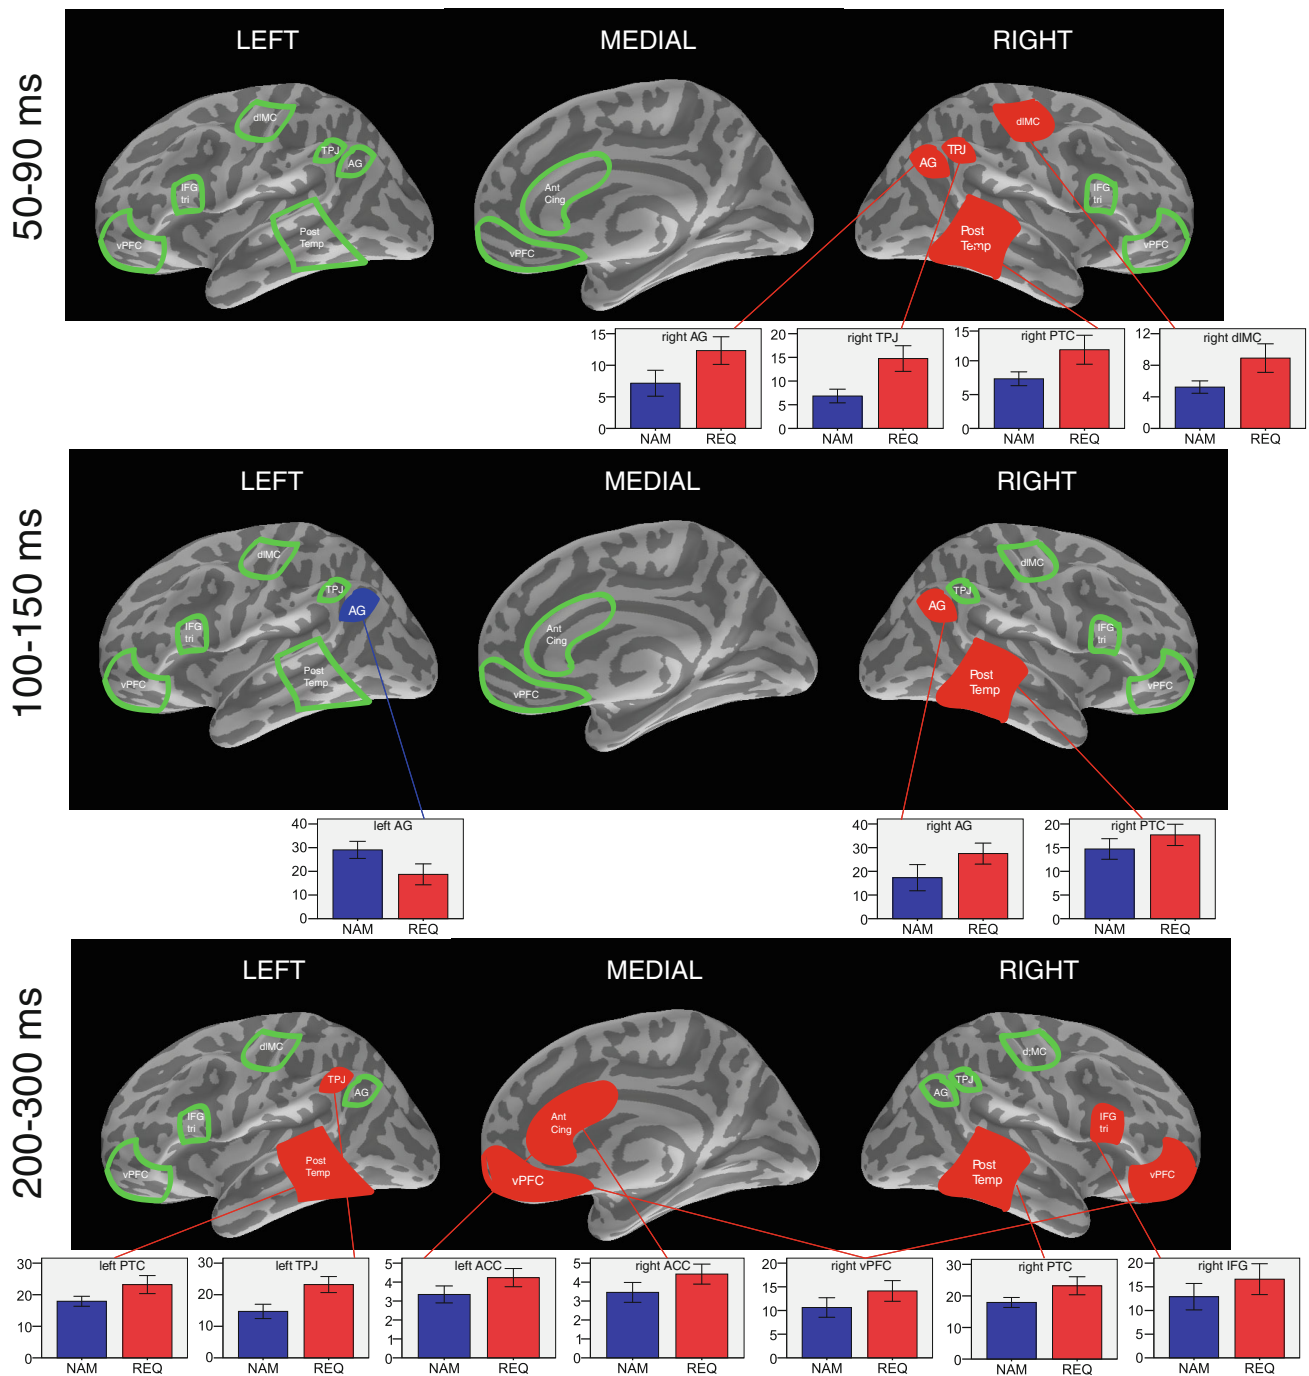 50-90 ms
LEFT
MEDIAL
RIGHT
dlMC
TPJ
AG
IFG
tri
vPFC
Post
Temp
Ant
Cing
vPFC
dlMC
TPJ
AG
IFG
tri
Post
Temp
vPFC
right AG
15
10
5
0
NAM
REQ
right TPJ
20
15
10
5
0
NAM
REQ
right PTC
15
10
5
0
NAM
REQ
right dlMC
12
8
4
0
NAM
REQ
100-150 ms
LEFT
MEDIAL
RIGHT
dlMC
TPJ
AG
IFG
tri
vPFC
Post
Temp
Ant
Cing
vPFC
dlMC
TPJ
AG
IFG
tri
Post
Temp
vPFC
left AG
40
30
20
10
0
NAM
REQ
right AG
40
30
20
10
0
NAM
REQ
right PTC
20
15
10
5
0
NAM
REQ
200-300 ms
LEFT
MEDIAL
RIGHT
dlMC
TPJ
AG
IFG
tri
vPFC
Post
Temp
Ant
Cing
vPFC
d:MC
TPJ
AG
IFG
tri
Post
Temp
vPFC
left PTC
30
20
10
0
NAM
REQ
left TPJ
30
20
10
0
NAM
REQ
left ACC
5
4
3
2
1
0
NAM
REQ
right ACC
5
4
3
2
1
0
NAM
REQ
right vPFC
20
15
10
5
0
NAM
REQ
right PTC
30
20
10
0
NAM
REQ
right IFG
20
15
10
5
0
NAM
REQ